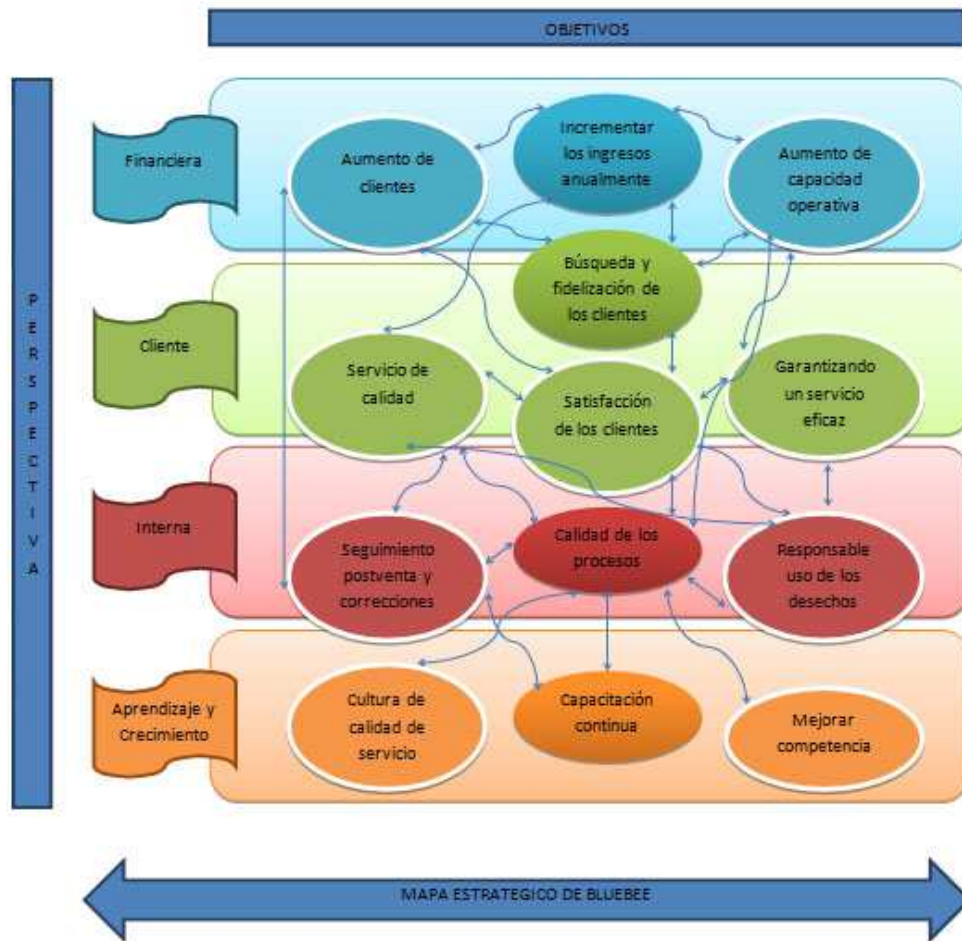 OBJETIVOS
PERSPECTIVA
Financiera
Aumento de
clientes
Incrementar
los ingresos
anualmente
Aumento de
capacidad
operativa
Cliente
Búsqueda y
fidelización de
los clientes
Servicio de
calidad
Satisfacción
de los clientes
Garantizando
un servicio
eficaz
Interna
Seguimiento
postventa y
correcciones
Calidad de los
procesos
Responsable
uso de los
desechos
Aprendizaje y
Crecimiento
Cultura de
calidad de
servicio
Capacitación
continua
Mejorar
competencia
MAPA ESTRATEGICO DE BLUEBEE